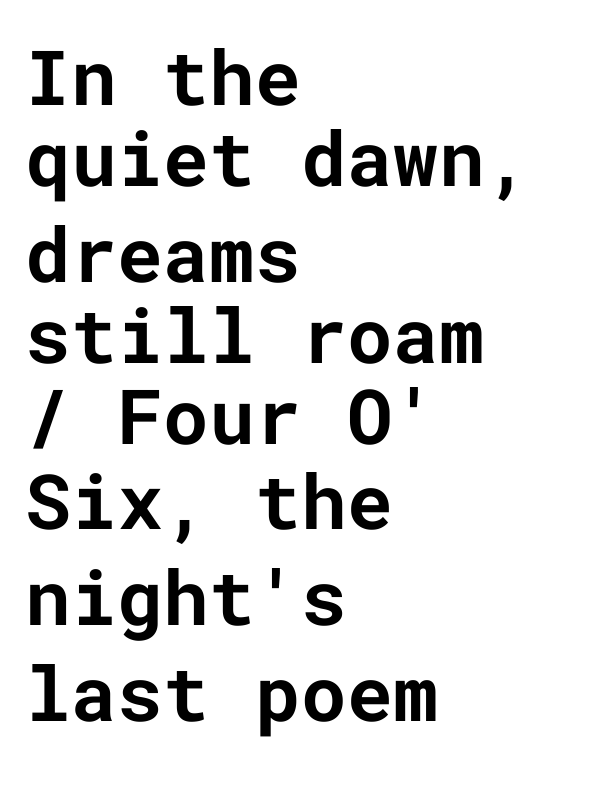 In the
quiet dawn,
dreams
still roam
/ Four O'
Six, the
night's
last poem